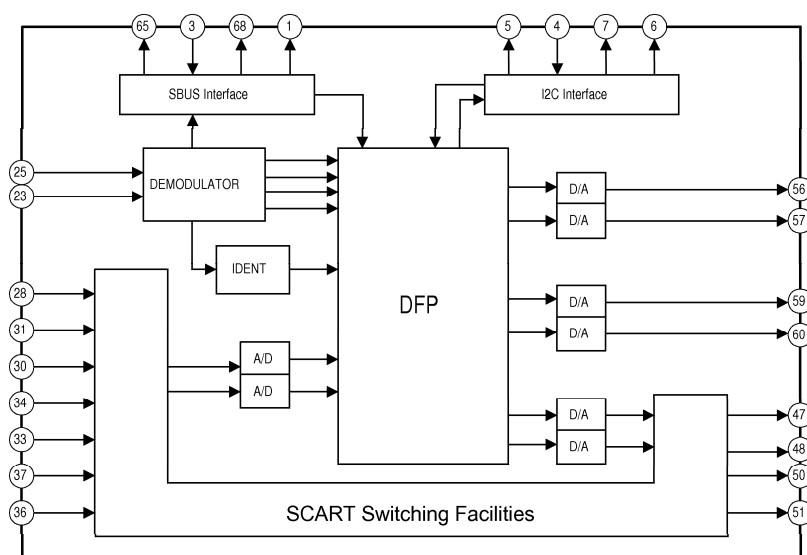 65 3 68 1 5 4 7 6
SBUS Interface
I2C Interface
25
23
DEMODULATOR
D/A
D/A
56
57
IDENT
28
31
30
34
33
37
36
DFP
D/A
D/A
59
60
A/D
A/D
D/A
D/A
47
48
50
51
SCART Switching Facilities